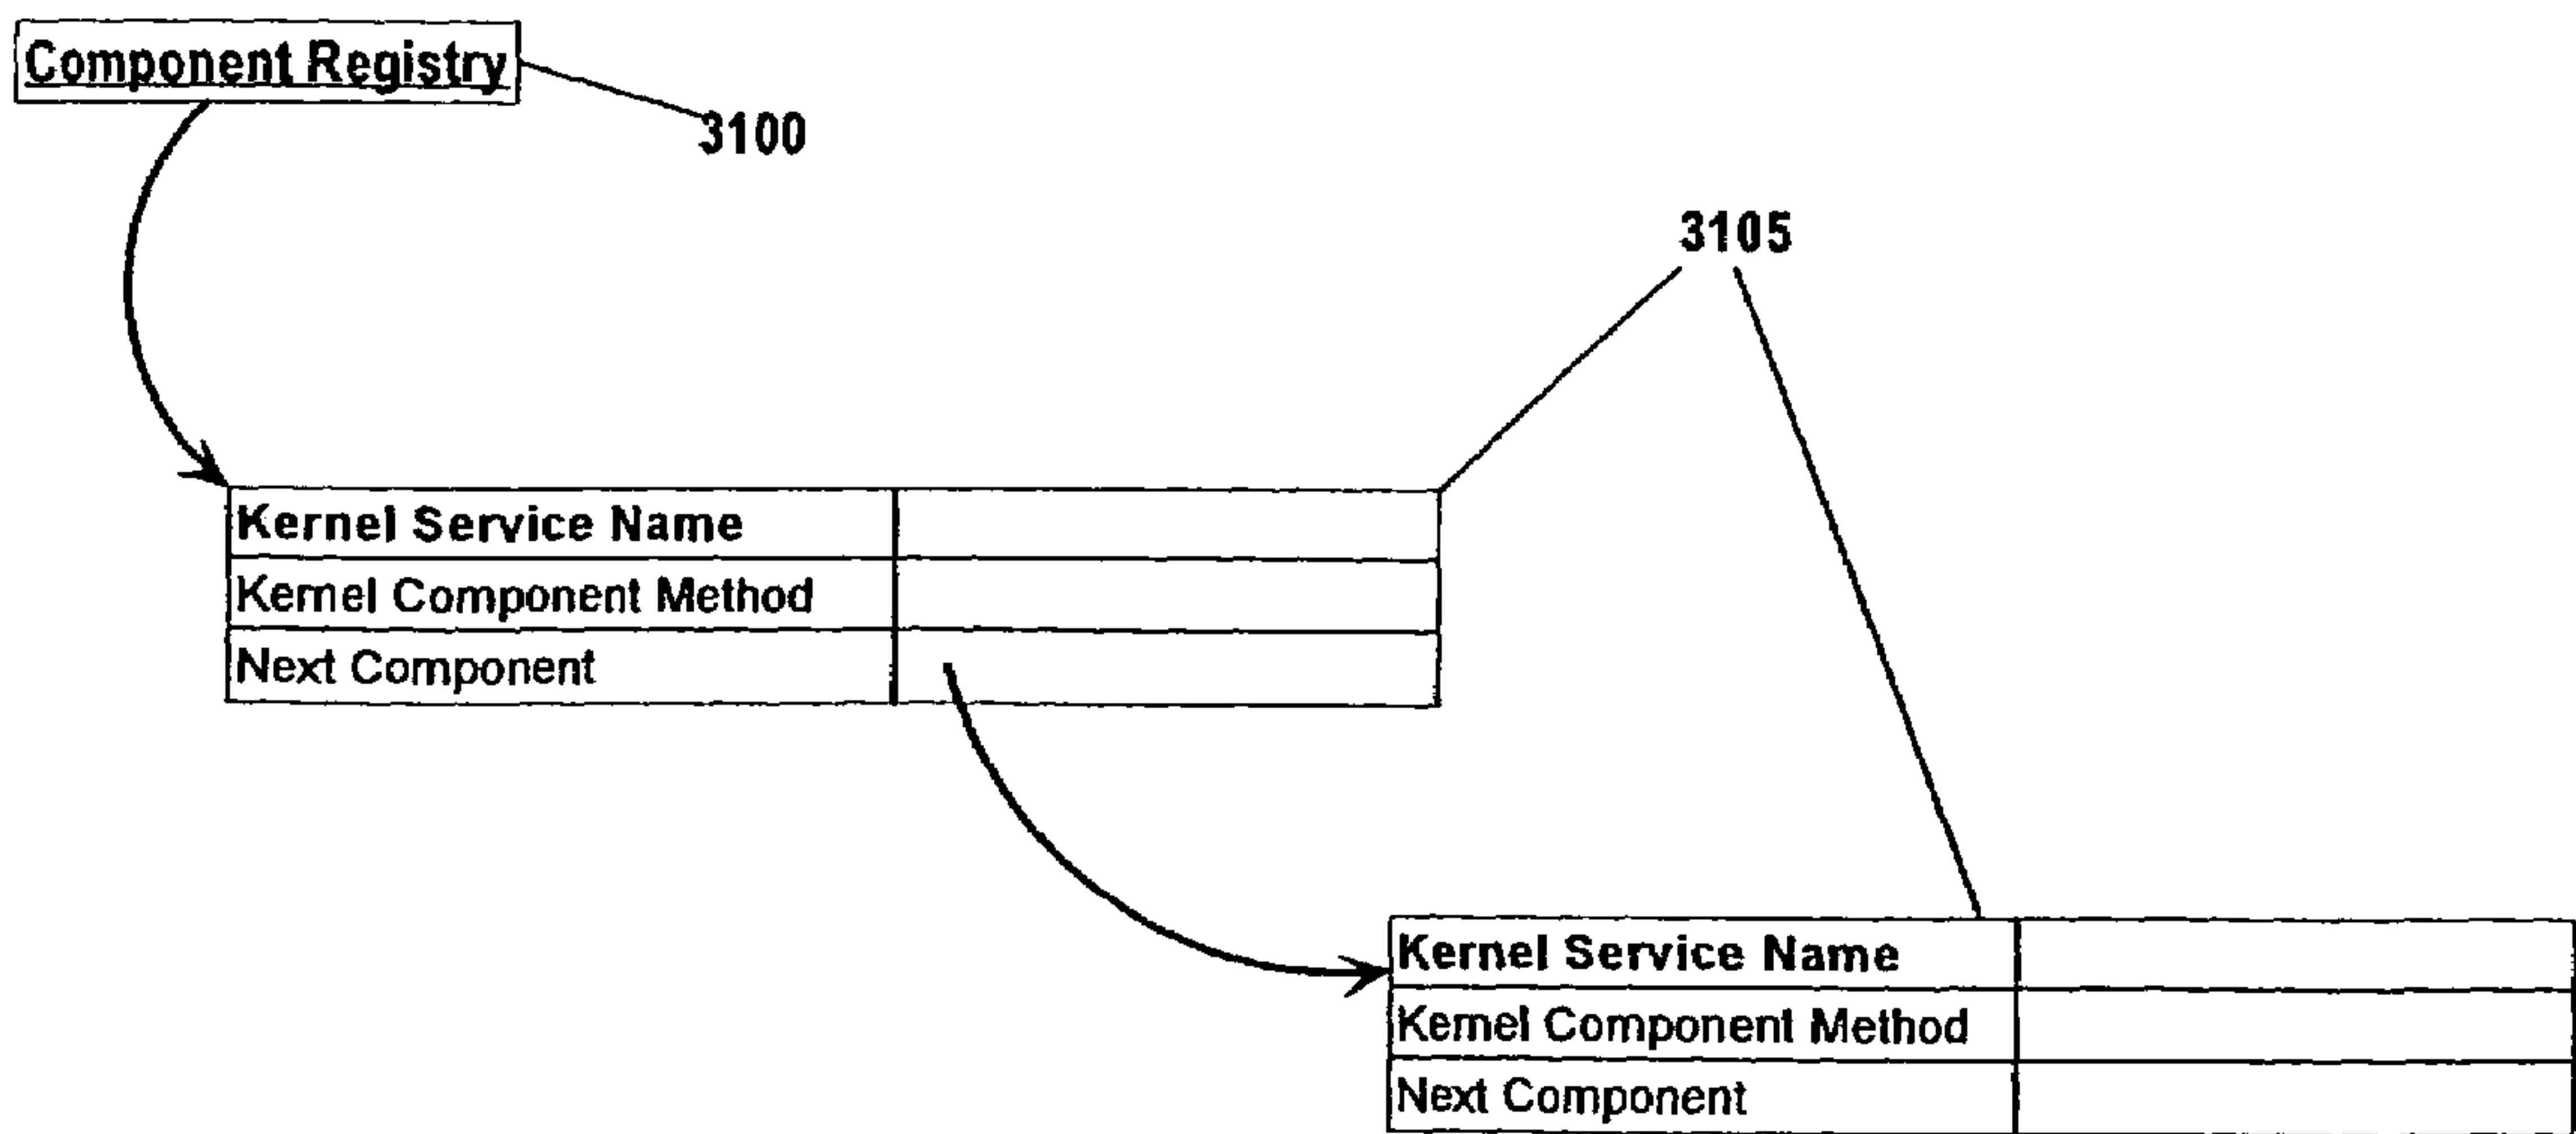 Component Registry
3100
3105
Kernel Service Name
Kernel Component Method
Next Component
Kernel Service Name
Kernel Component Method
Next Component